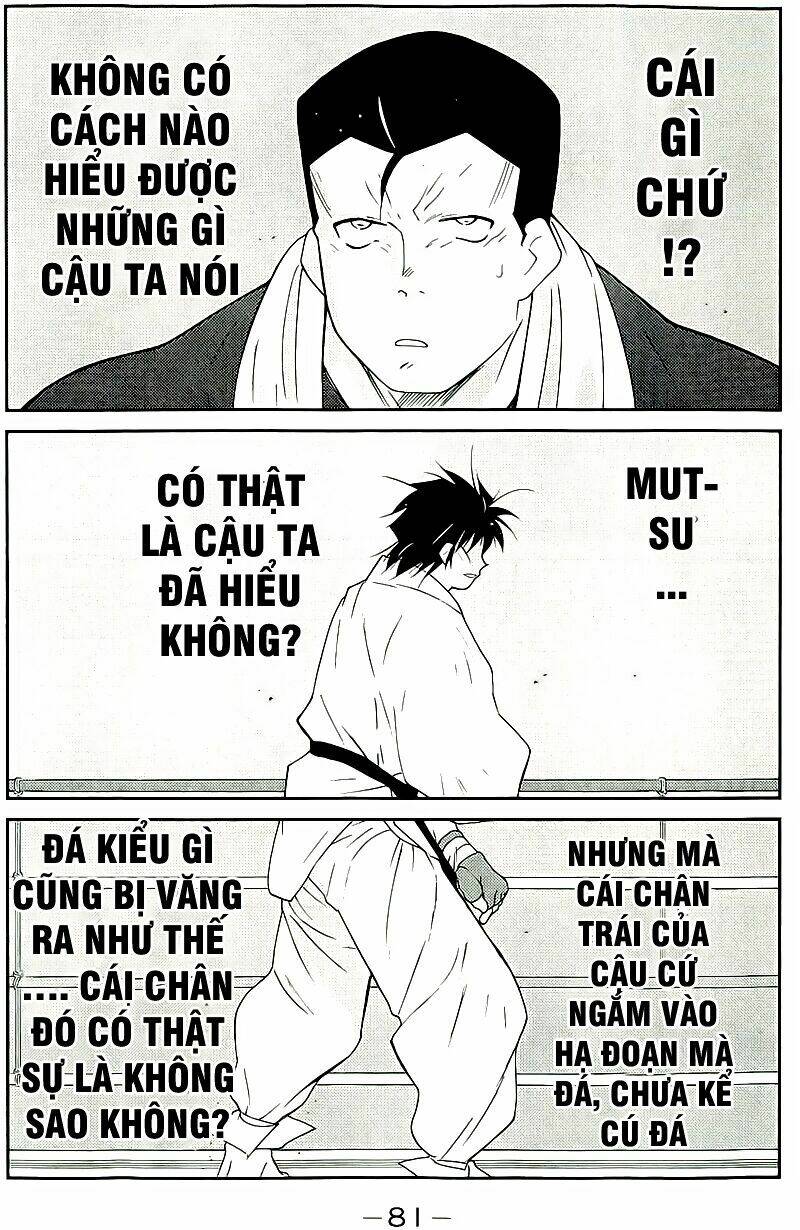 CÁI
GÌ
CHỨ
!?
KHÔNG CÓ
CÁCH NÀO
HIỂU ĐƯỢC
NHỮNG GÌ
CẬU TA NÓI
MUT-
SU
...
CÓ THẬT
LÀ CẬU TA
ĐÃ HIỂU
KHÔNG?
NHƯNG MÀ
CÁI CHÂN
TRÁI CỦA
CẬU CỨ
NGẮM VÀO
HẠ ĐOẠN MÀ
ĐÁ, CHƯA KỂ
CÚ ĐÁ
ĐÁ KIỂU GÌ
CŨNG BỊ VĂNG
RA NHƯ THẾ
.... CÁI CHÂN
ĐÓ CÓ THẬT
SỰ LÀ KHÔNG
SAO KHÔNG?
—81—